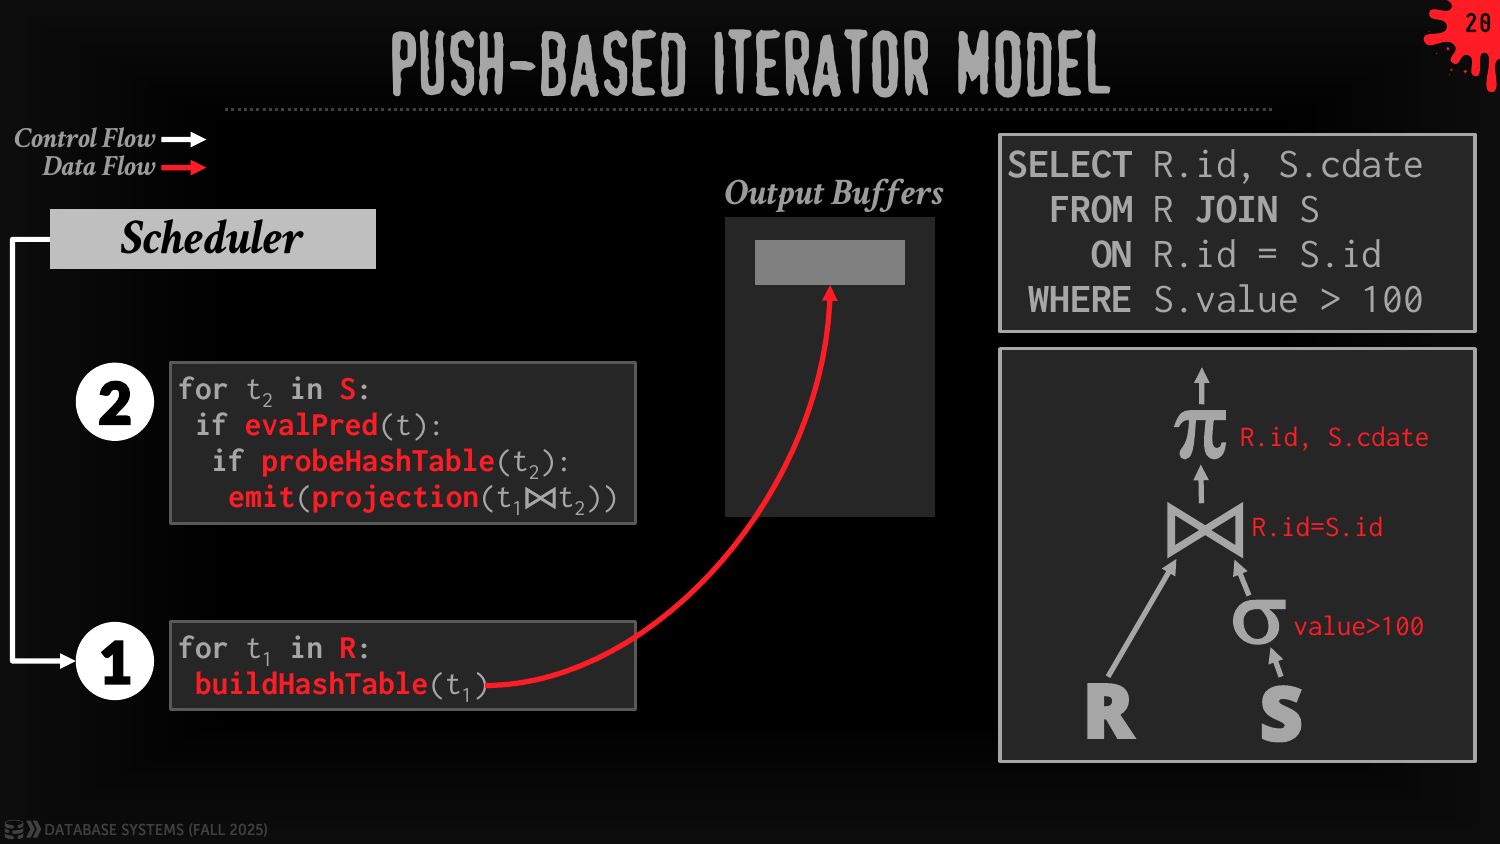 20
PUSH-BASED ITERATOR MODEL
Control Flow
Data Flow
Scheduler
2
for t₂ in S:
if evalPred(t):
if probeHashTable(t₂):
emit(projection(t₁⋈t₂))
1
for t₁ in R:
buildHashTable(t₁)
Output Buffers
SELECT R.id, S.cdate
FROM R JOIN S
ON R.id = S.id
WHERE S.value > 100
π R.id, S.cdate
⋈ R.id=S.id
σ value>100
R S
DATABASE SYSTEMS (FALL 2025)